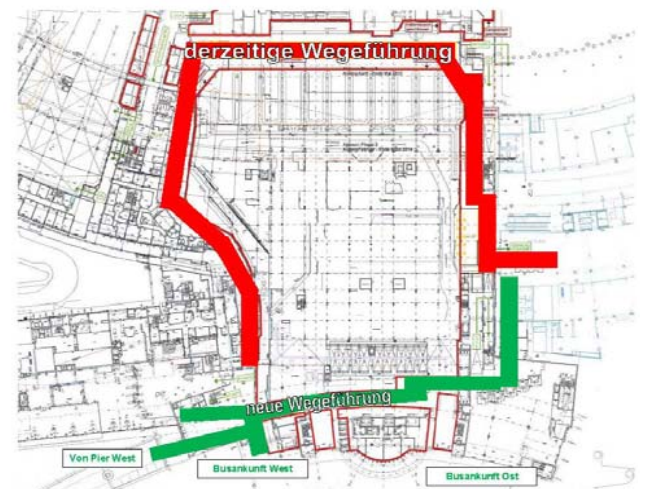 derzeitige Wegeführung
neue Wegeführung
Von Pier West
Busankunft West
Busankunft Ost